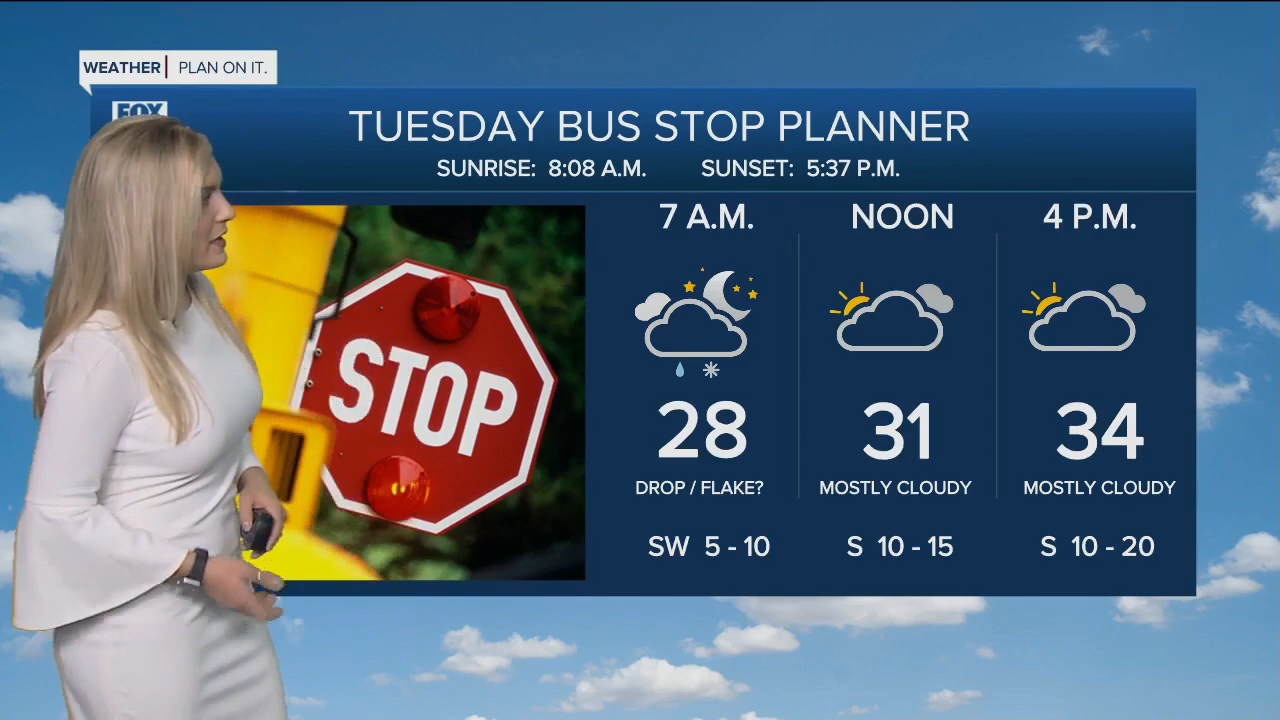 WEATHER | PLAN ON IT.
FOX
TUESDAY BUS STOP PLANNER
SUNRISE: 8:08 A.M. SUNSET: 5:37 P.M.
7 A.M. NOON 4 P.M.
STOP
28 31 34
DROP / FLAKE? MOSTLY CLOUDY MOSTLY CLOUDY
SW 5 - 10 S 10 - 15 S 10 - 20